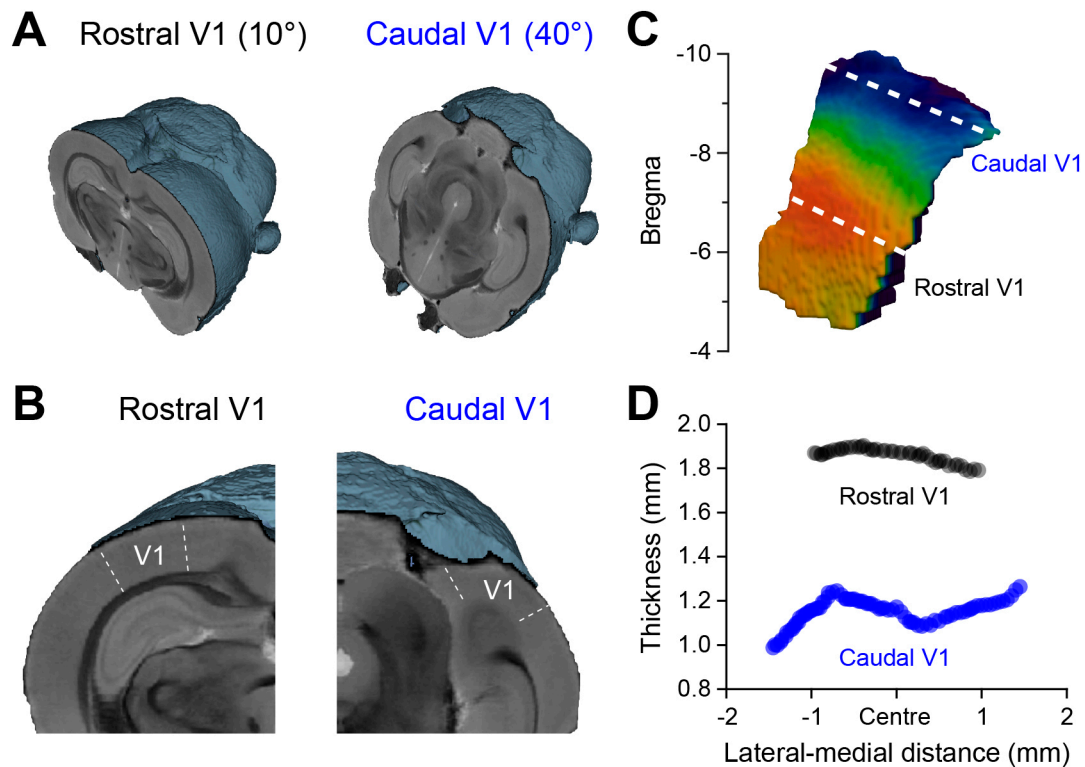 A
Rostral V1 (10°)
Caudal V1 (40°)
B
Rostral V1
Caudal V1
V1
V1
C
Bregma
-10
-8
-6
-4
Caudal V1
Rostral V1
D
Thickness (mm)
2.0
1.8
1.6
1.4
1.2
1.0
0.8
Rostral V1
Caudal V1
-2
-1
Centre
1
2
Lateral-medial distance (mm)